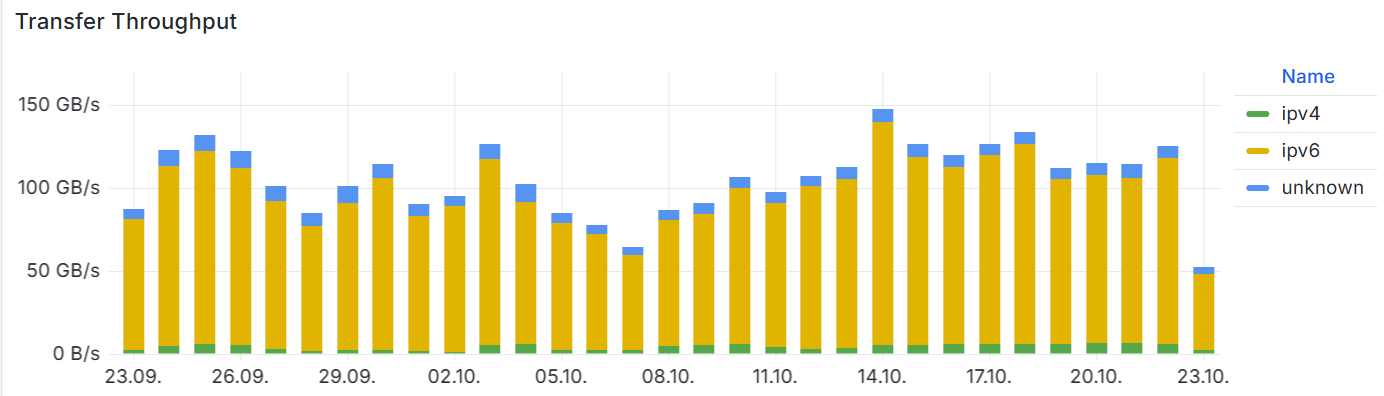 Transfer Throughput
150 GB/s
100 GB/s
50 GB/s
0 B/s
23.09. 26.09. 29.09. 02.10. 05.10. 08.10. 11.10. 14.10. 17.10. 20.10. 23.10.
Name
ipv4
ipv6
unknown